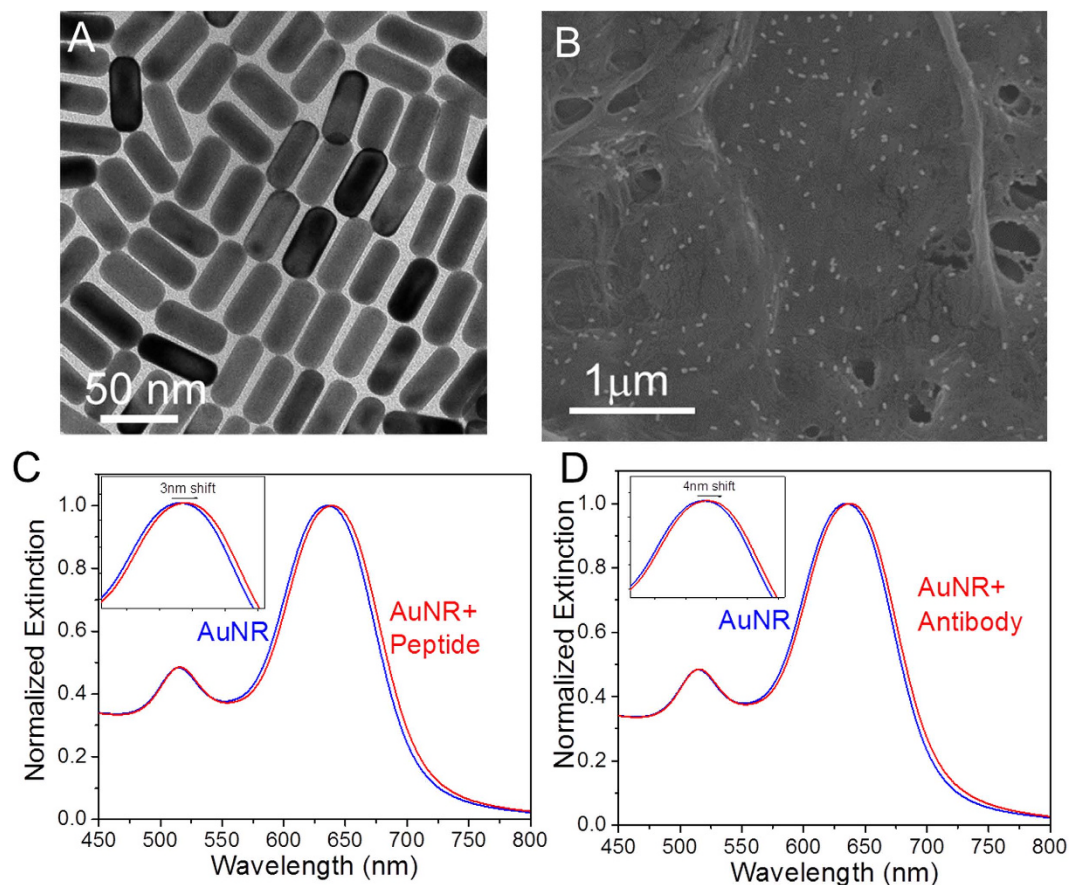 A
50 nm
B
1μm
C
3nm shift
AuNR
AuNR+
Peptide
Normalized Extinction
1.0
0.8
0.6
0.4
0.2
0.0
450 500 550 600 650 700 750 800
Wavelength (nm)
D
4nm shift
AuNR
AuNR+
Antibody
Normalized Extinction
1.0
0.8
0.6
0.4
0.2
0.0
450 500 550 600 650 700 750 800
Wavelength (nm)